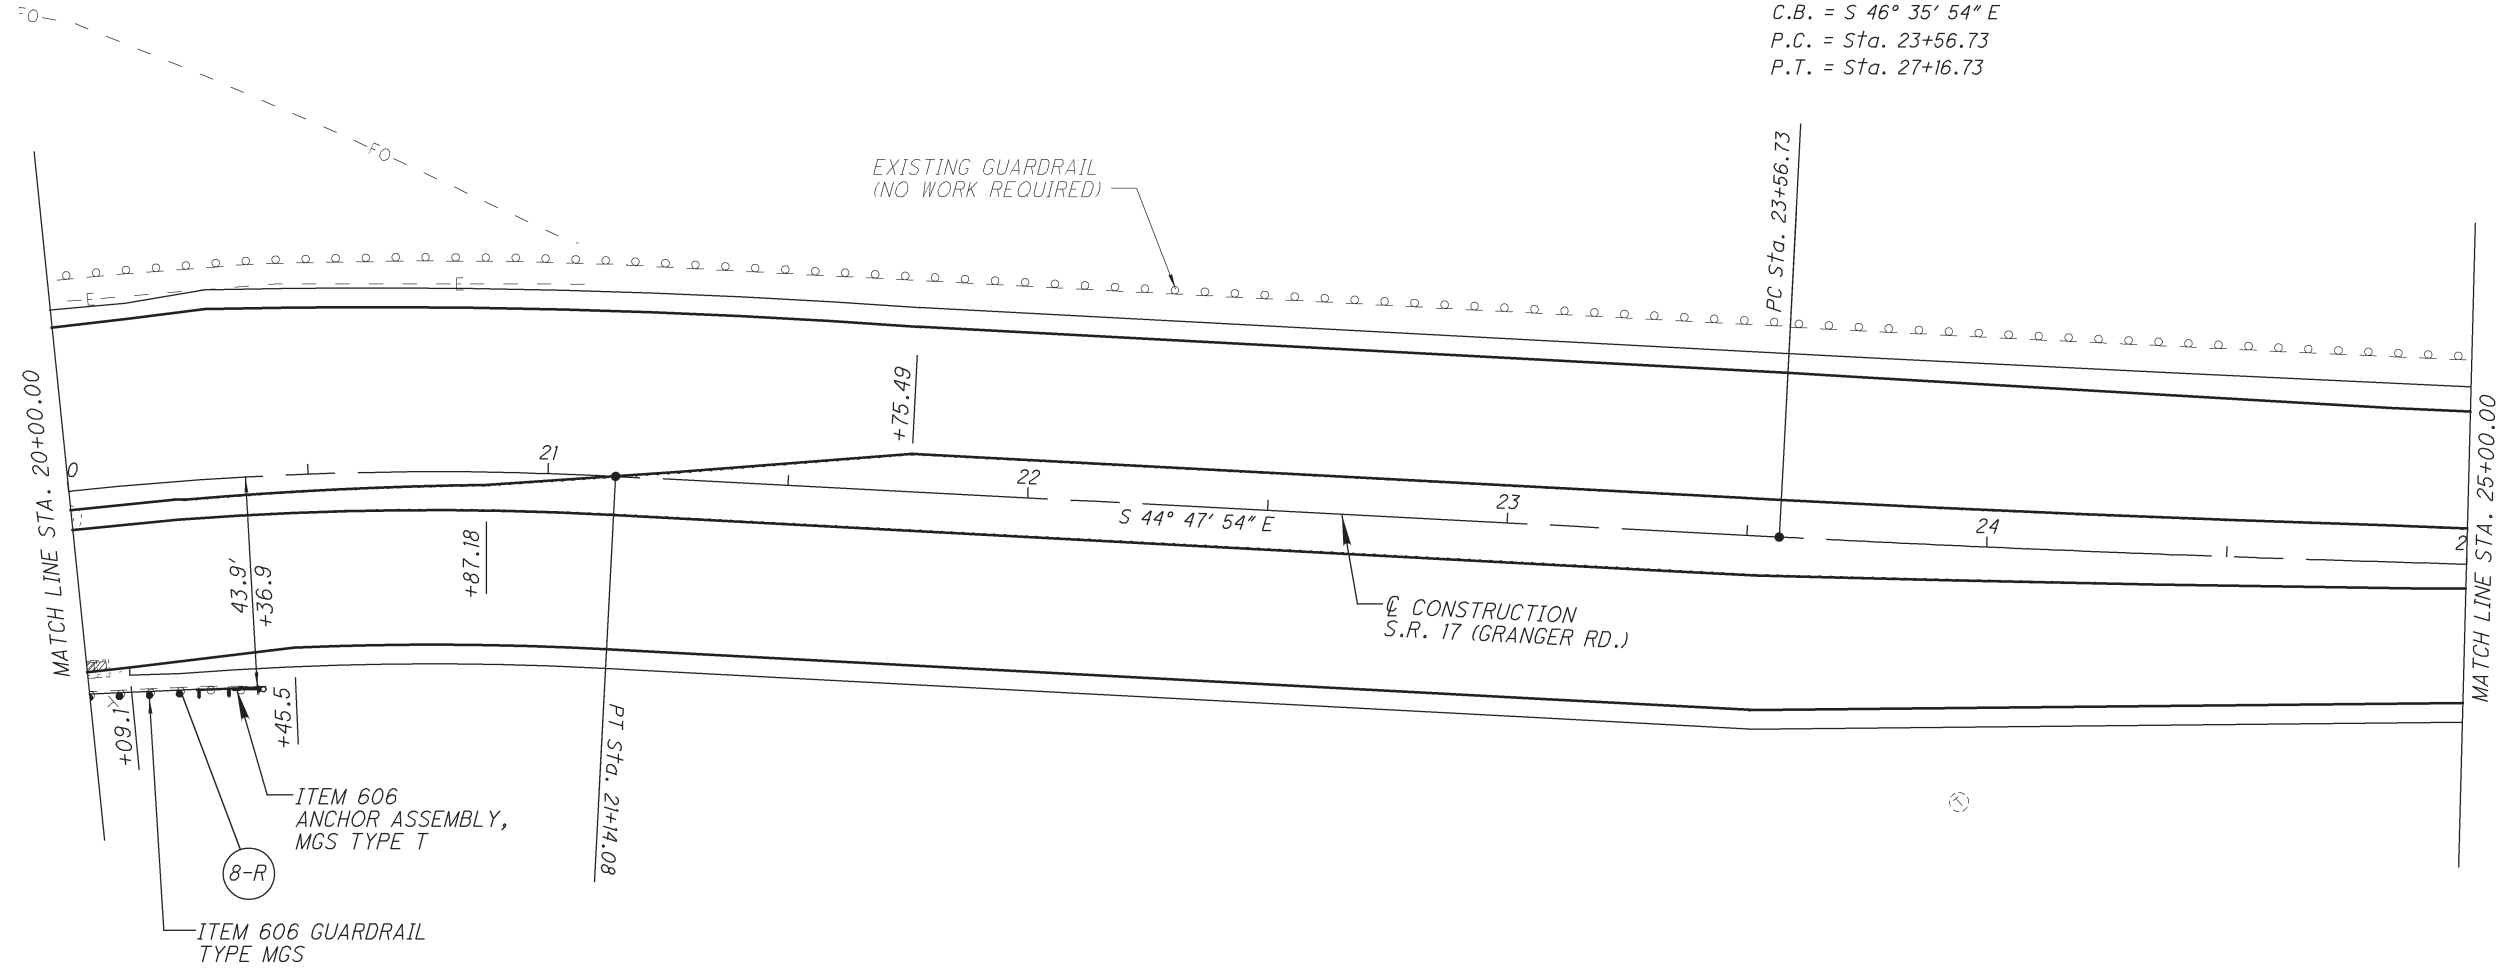 C.B. = S 46° 35′ 54″ E
P.C. = Sta. 23+56.73
P.T. = Sta. 27+16.73
FO
FO
EXISTING GUARDRAIL
(NO WORK REQUIRED)
PC Sta. 23+56.73
E
E
MATCH LINE STA. 20+00.00
+75.49
MATCH LINE STA. 25+00.00
0
21
22
23
24
2
S 44° 47′ 54″ E
43.9′
+36.9
+87.18
℄ CONSTRUCTION
S.R. 17 (GRANGER RD.)
+09.1
+45.5
PT Sta. 21+14.08
ITEM 606
ANCHOR ASSEMBLY,
MGS TYPE T
T
8-R
ITEM 606 GUARDRAIL
TYPE MGS